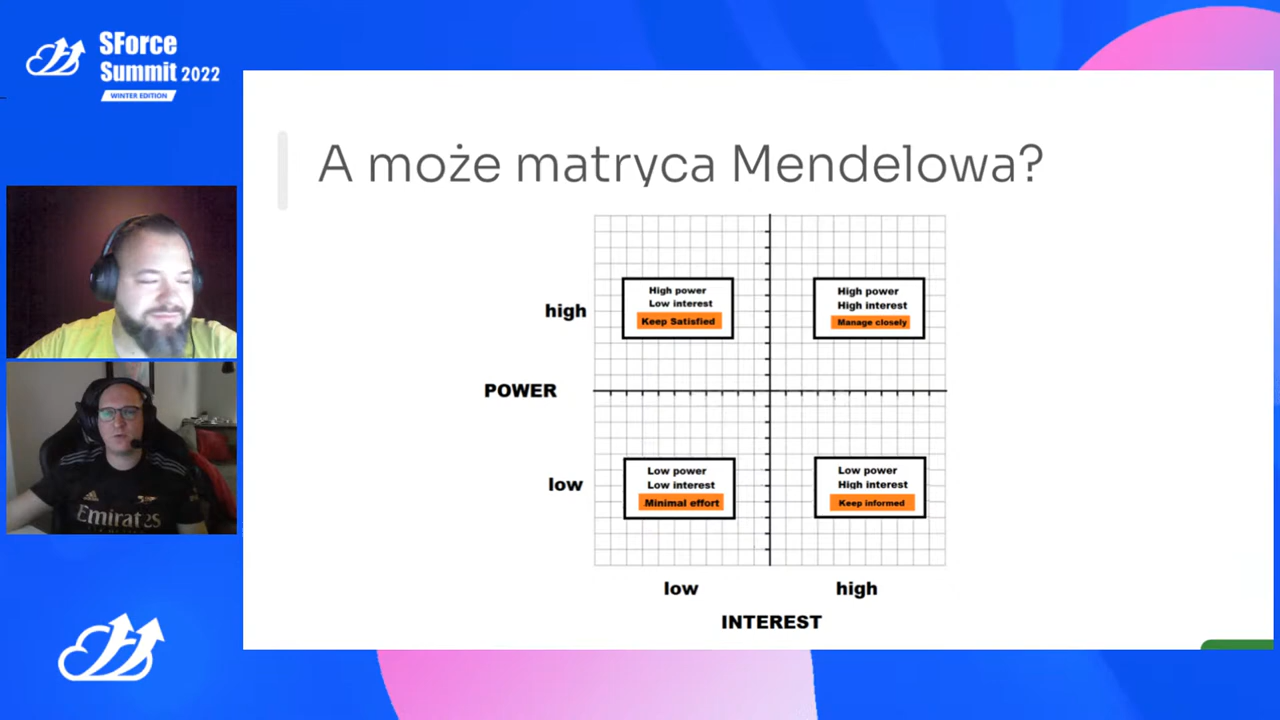 SForce
Summit 2022
WINTER EDITION
A może matryca Mendelowa?
high
High power
Low interest
Keep Satisfied
High power
High interest
Manage closely
POWER
low
Low power
Low interest
Minimal effort
Low power
High interest
Keep informed
low
high
INTEREST
Emirates